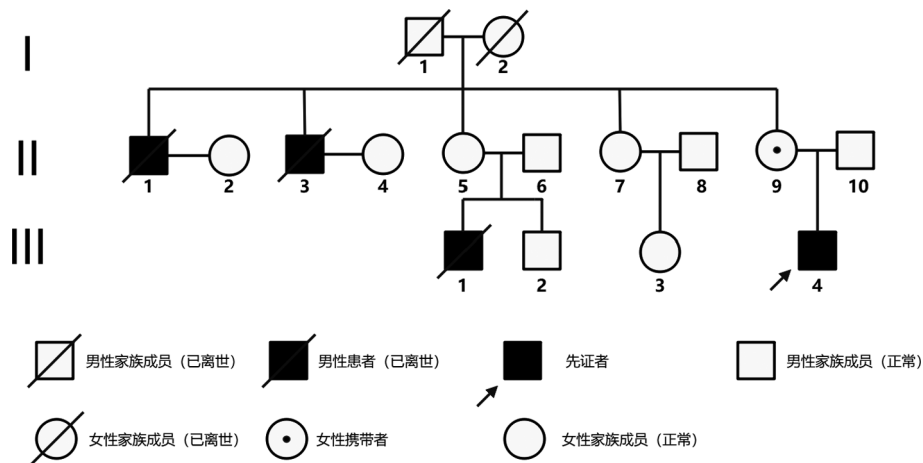 I
1 2
II
1 2 3 4 5 6 7 8 9 10
III
1 2 3 4
男性家族成员（已离世） 男性患者（已离世） 先证者 男性家族成员（正常）
女性家族成员（已离世） 女性携带者 女性家族成员（正常）